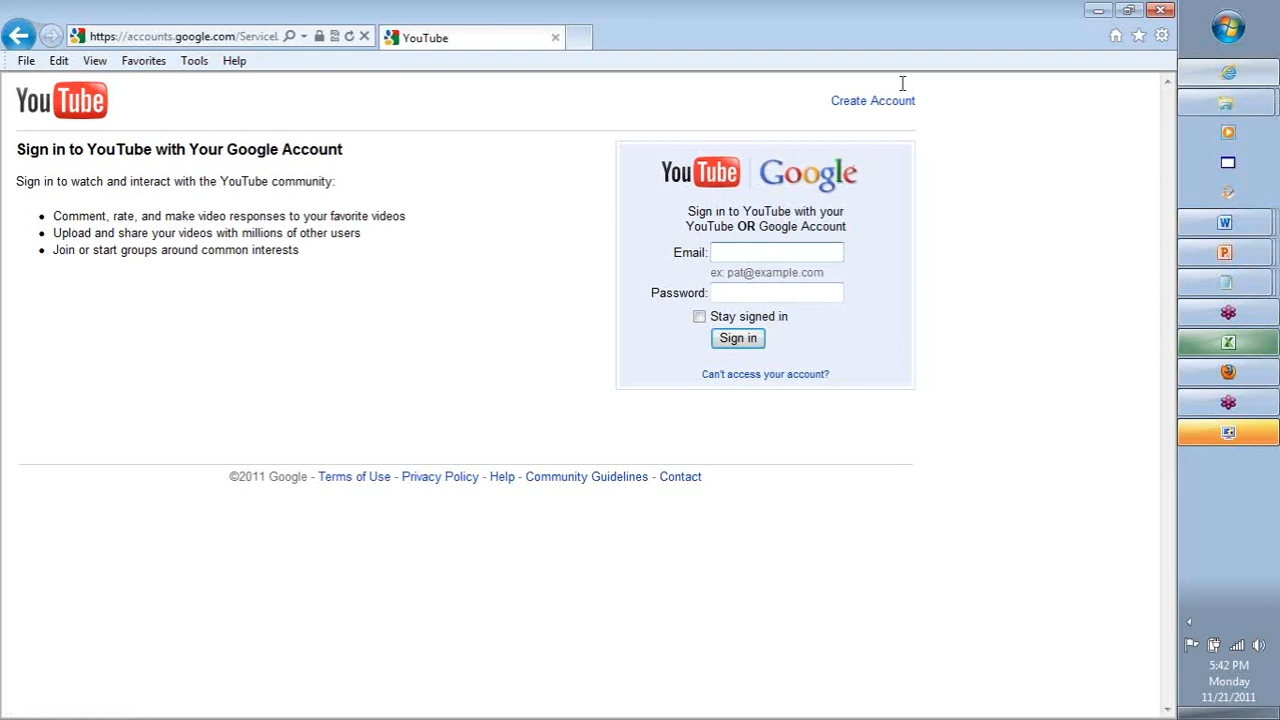 https://accounts.google.com/Servicel
YouTube
File Edit View Favorites Tools Help
YouTube
Create Account
Sign in to YouTube with Your Google Account
Sign in to watch and interact with the YouTube community:
• Comment, rate, and make video responses to your favorite videos
• Upload and share your videos with millions of other users
• Join or start groups around common interests
YouTube Google
Sign in to YouTube with your
YouTube OR Google Account
Email:
ex: pat@example.com
Password:
Stay signed in
Sign in
Can't access your account?
©2011 Google - Terms of Use - Privacy Policy - Help - Community Guidelines - Contact
5:42 PM
Monday
11/21/2011